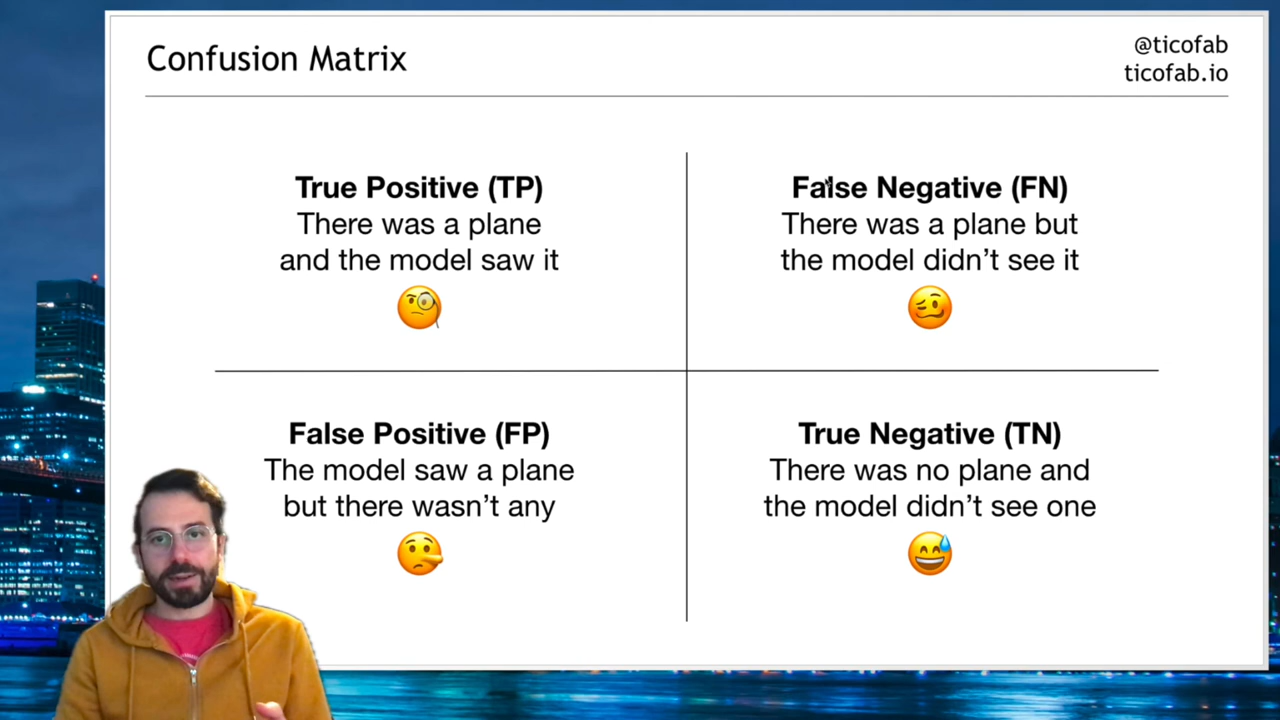 Confusion Matrix
@ticofab
ticofab.io
True Positive (TP)
There was a plane
and the model saw it
False Negative (FN)
There was a plane but
the model didn’t see it
False Positive (FP)
The model saw a plane
but there wasn’t any
True Negative (TN)
There was no plane and
the model didn’t see one